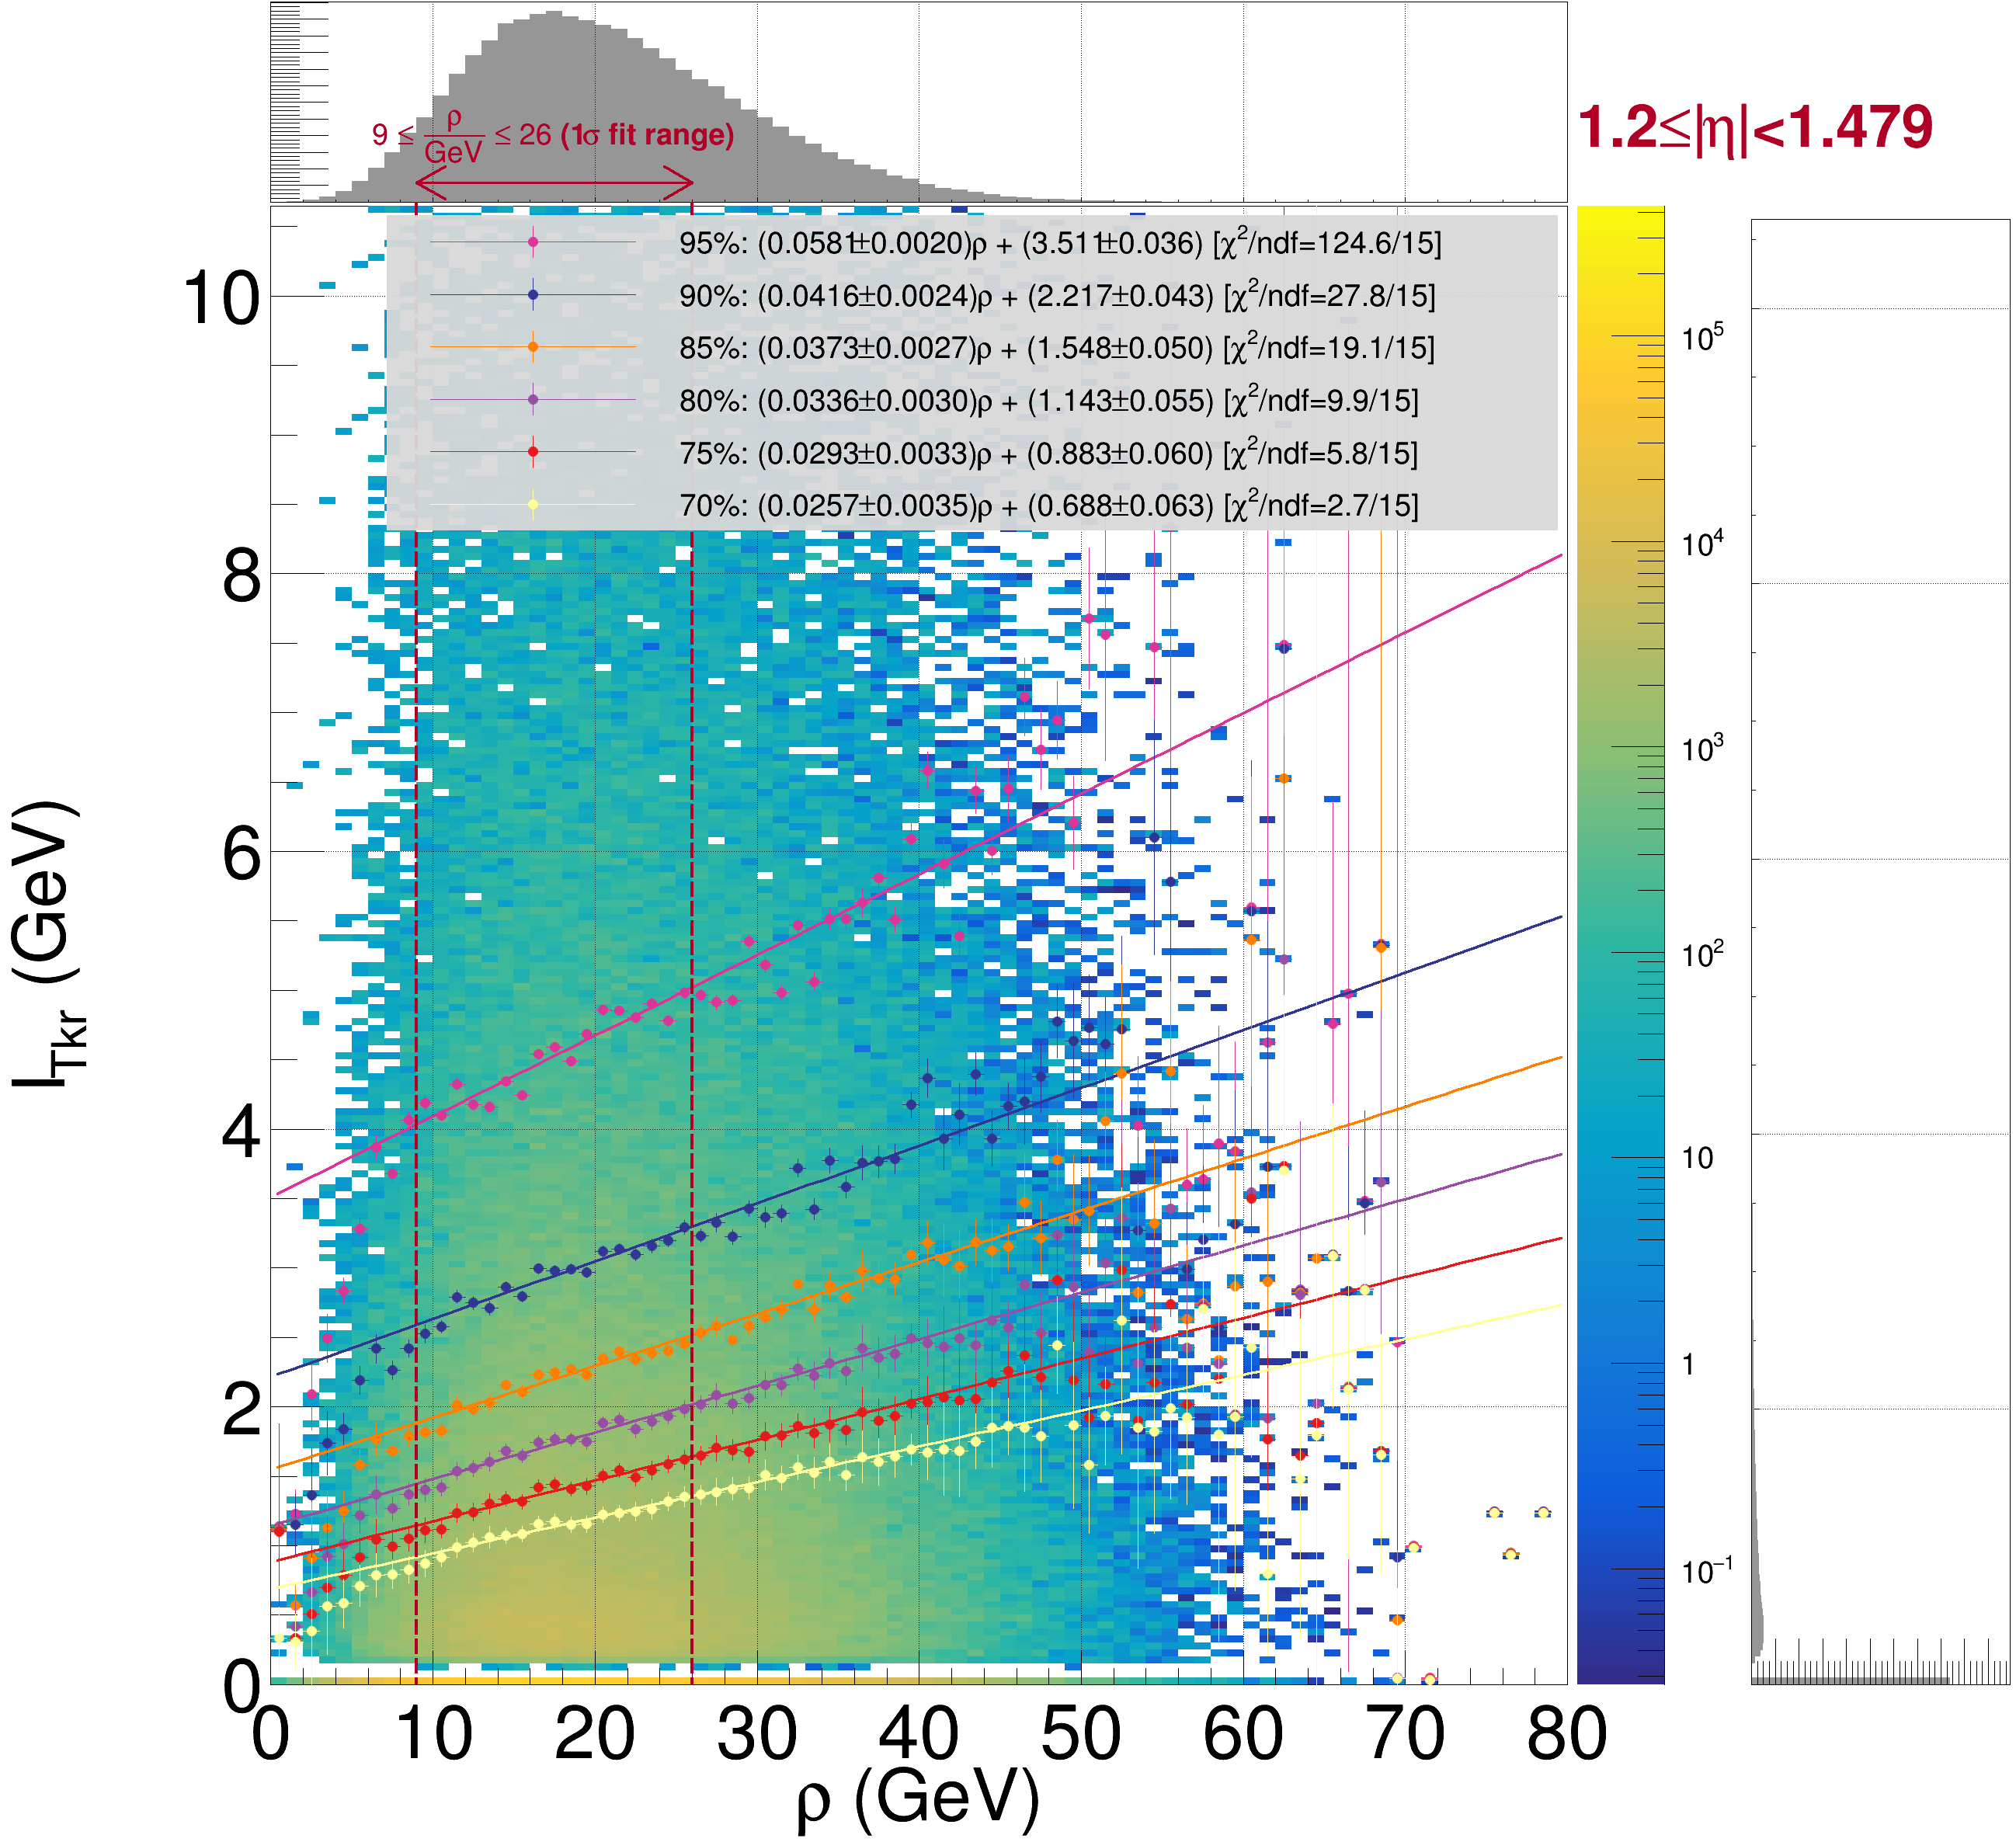 9 ≤ ρ/GeV ≤ 26 (1σ fit range)
1.2≤|η|<1.479
95%: (0.0581±0.0020)ρ + (3.511±0.036) [χ²/ndf=124.6/15]
90%: (0.0416±0.0024)ρ + (2.217±0.043) [χ²/ndf=27.8/15]
85%: (0.0373±0.0027)ρ + (1.548±0.050) [χ²/ndf=19.1/15]
80%: (0.0336±0.0030)ρ + (1.143±0.055) [χ²/ndf=9.9/15]
75%: (0.0293±0.0033)ρ + (0.883±0.060) [χ²/ndf=5.8/15]
70%: (0.0257±0.0035)ρ + (0.688±0.063) [χ²/ndf=2.7/15]
10
8
6
4
2
0
I_Tkr (GeV)
0 10 20 30 40 50 60 70 80
ρ (GeV)
10⁵
10⁴
10³
10²
10
1
10⁻¹